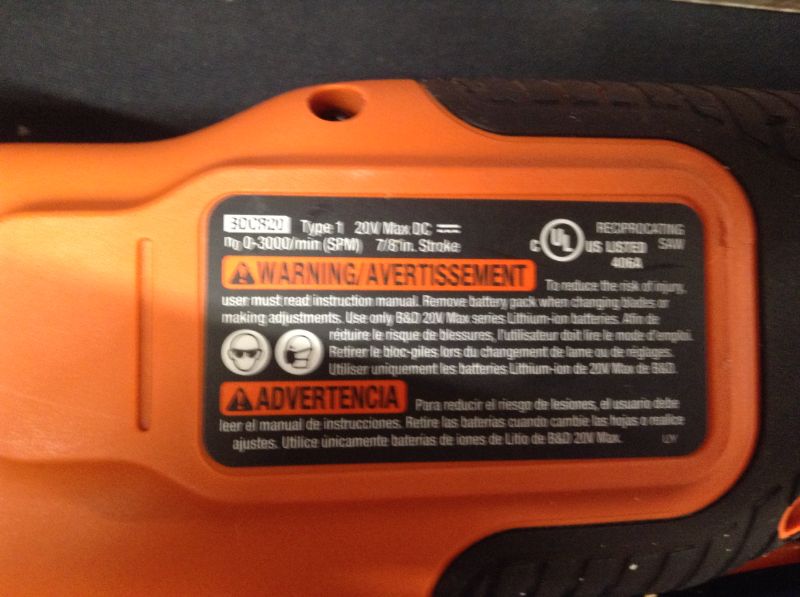 BDCR20 Type 1 20V Max DC
n₀ 0-3000/min (SPM) 7/8"in. Stroke
C UL US LISTED
406A
RECIPROCATING
SAW
WARNING/AVERTISSEMENT To reduce the risk of injury,
user must read instruction manual. Remove battery pack when changing blades or
making adjustments. Use only B&D 20V Max series Lithium-ion batteries. Afin de
réduire le risque de blessures, l'utilisateur doit lire le mode d'emploi.
Retirer le bloc-piles lors du changement de lame ou de réglages.
Utiliser uniquement les batteries Lithium-ion de 20V Max de B&D.
ADVERTENCIA Para reducir el riesgo de lesiones, el usuario debe
leer el manual de instrucciones. Retire las baterías cuando cambie las hojas o realice
ajustes. Utilice únicamente baterías de iones de Litio de B&D 20V Max.